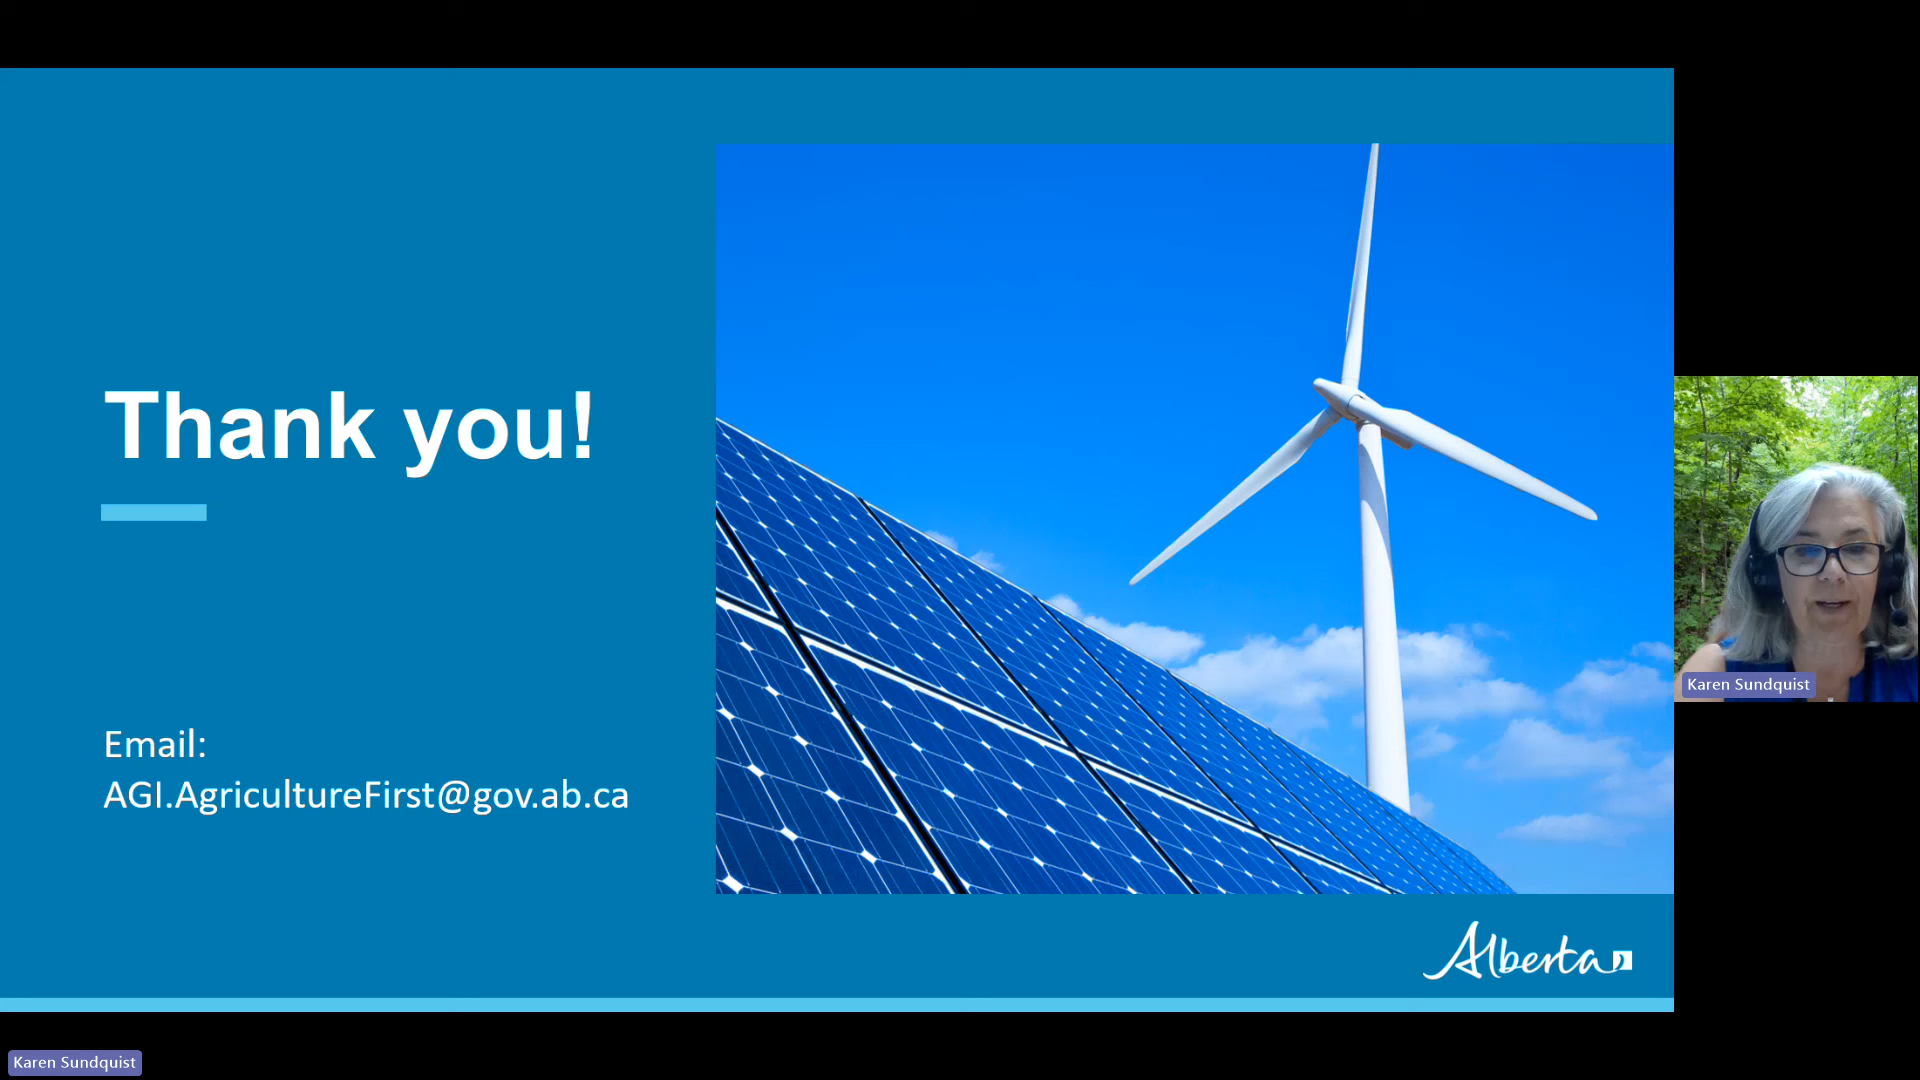 Thank you!
Email:
AGI.AgricultureFirst@gov.ab.ca
Alberta
Karen Sundquist
Karen Sundquist